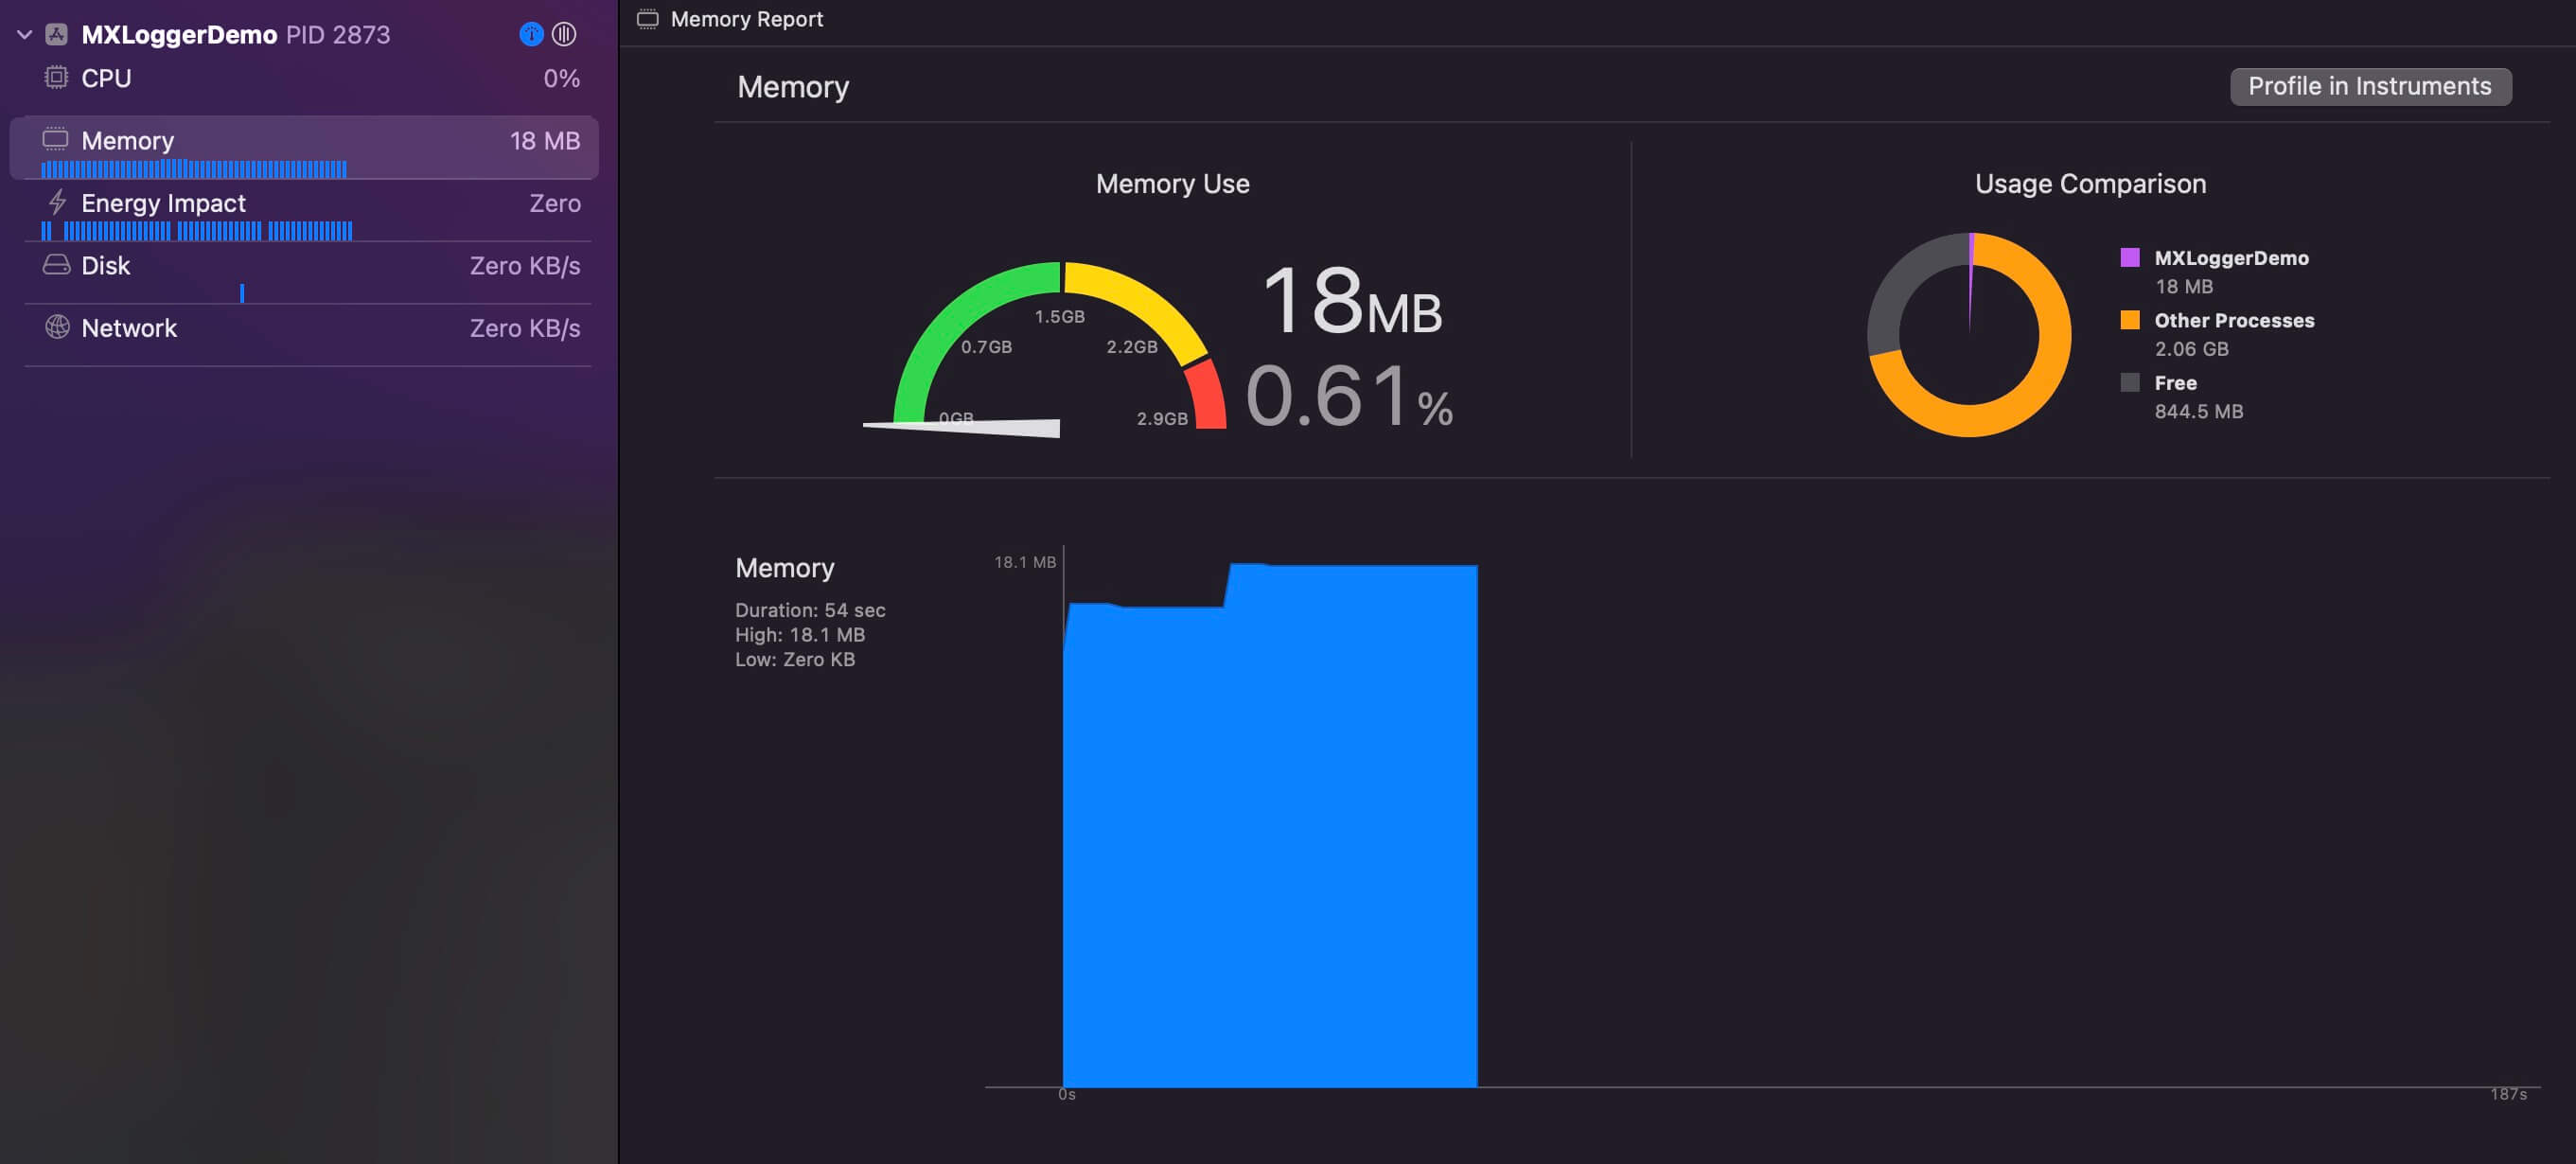 MXLoggerDemo PID 2873
CPU 0%
Memory 18 MB
Energy Impact Zero
Disk Zero KB/s
Network Zero KB/s
Memory Report
Memory
Profile in Instruments
Memory Use
0GB
0.7GB
1.5GB
2.2GB
2.9GB
18MB
0.61%
Usage Comparison
MXLoggerDemo
18 MB
Other Processes
2.06 GB
Free
844.5 MB
Memory
Duration: 54 sec
High: 18.1 MB
Low: Zero KB
18.1 MB
0s
187s